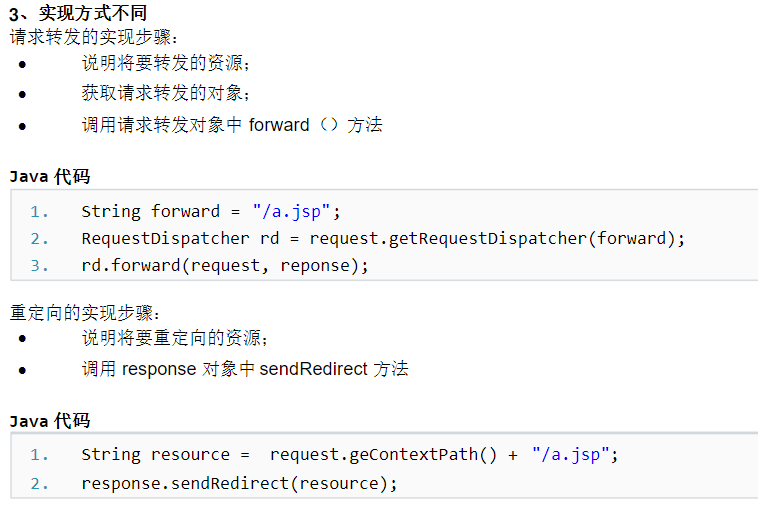 3、实现方式不同
请求转发的实现步骤：
● 说明将要转发的资源；
● 获取请求转发的对象；
● 调用请求转发对象中 forward（）方法
Java 代码
1. String forward = "/a.jsp";
2. RequestDispatcher rd = request.getRequestDispatcher(forward);
3. rd.forward(request, reponse);
重定向的实现步骤：
● 说明将要重定向的资源；
● 调用 response 对象中 sendRedirect 方法
Java 代码
1. String resource =  request.geContextPath() + "/a.jsp";
2. response.sendRedirect(resource);